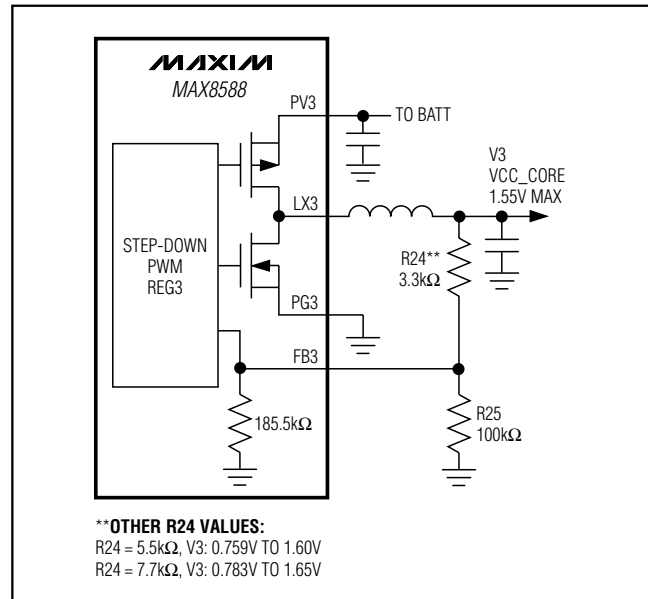 MAXIM
MAX8588
PV3
TO BATT
V3
VCC_CORE
1.55V MAX
LX3
STEP-DOWN
PWM
REG3
R24**
3.3kΩ
PG3
FB3
185.5kΩ
R25
100kΩ
**OTHER R24 VALUES:
R24 = 5.5kΩ, V3: 0.759V TO 1.60V
R24 = 7.7kΩ, V3: 0.783V TO 1.65V